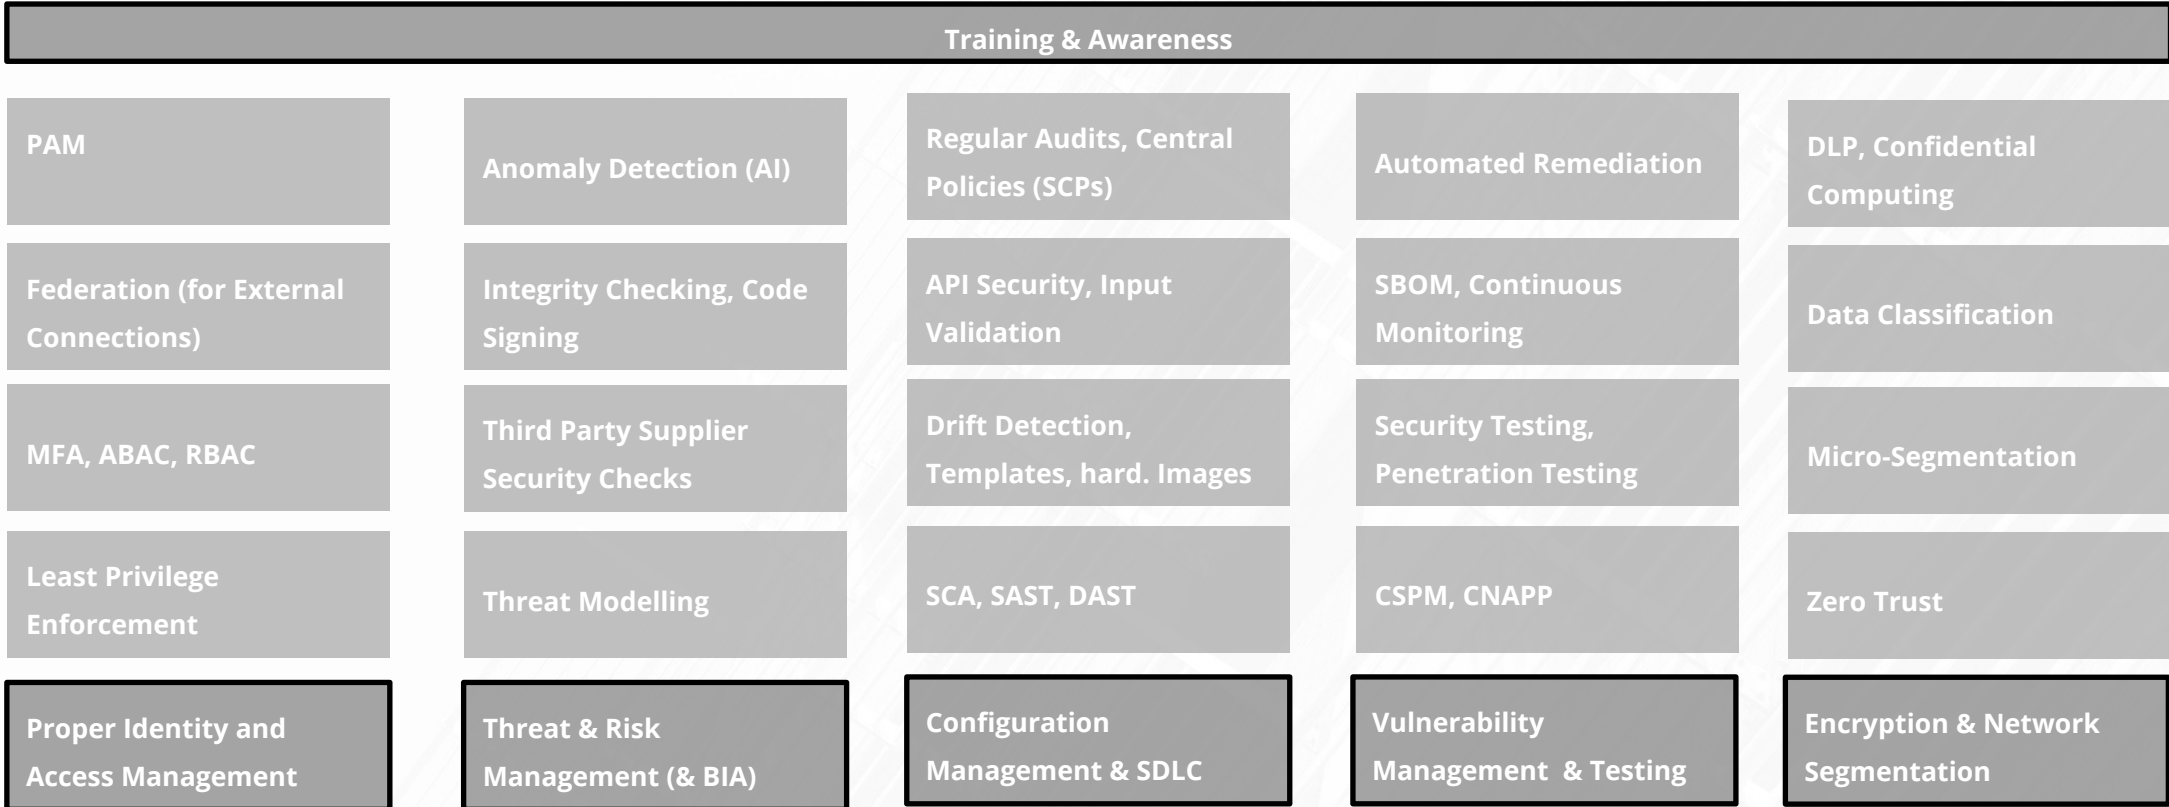 Training & Awareness
PAM
Anomaly Detection (AI)
Regular Audits, Central
Policies (SCPs)
Automated Remediation
DLP, Confidential
Computing
Federation (for External
Connections)
Integrity Checking, Code
Signing
API Security, Input
Validation
SBOM, Continuous
Monitoring
Data Classification
MFA, ABAC, RBAC
Third Party Supplier
Security Checks
Drift Detection,
Templates, hard. Images
Security Testing,
Penetration Testing
Micro-Segmentation
Least Privilege
Enforcement
Threat Modelling
SCA, SAST, DAST
CSPM, CNAPP
Zero Trust
Proper Identity and
Access Management
Threat & Risk
Management (& BIA)
Configuration
Management & SDLC
Vulnerability
Management & Testing
Encryption & Network
Segmentation